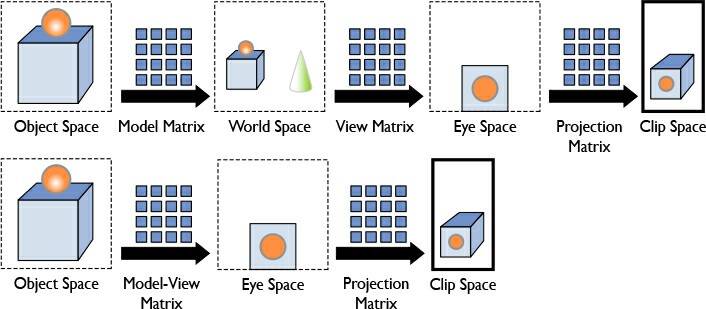 Object Space Model Matrix World Space View Matrix Eye Space Projection Matrix Clip Space
Object Space Model-View Matrix Eye Space Projection Matrix Clip Space